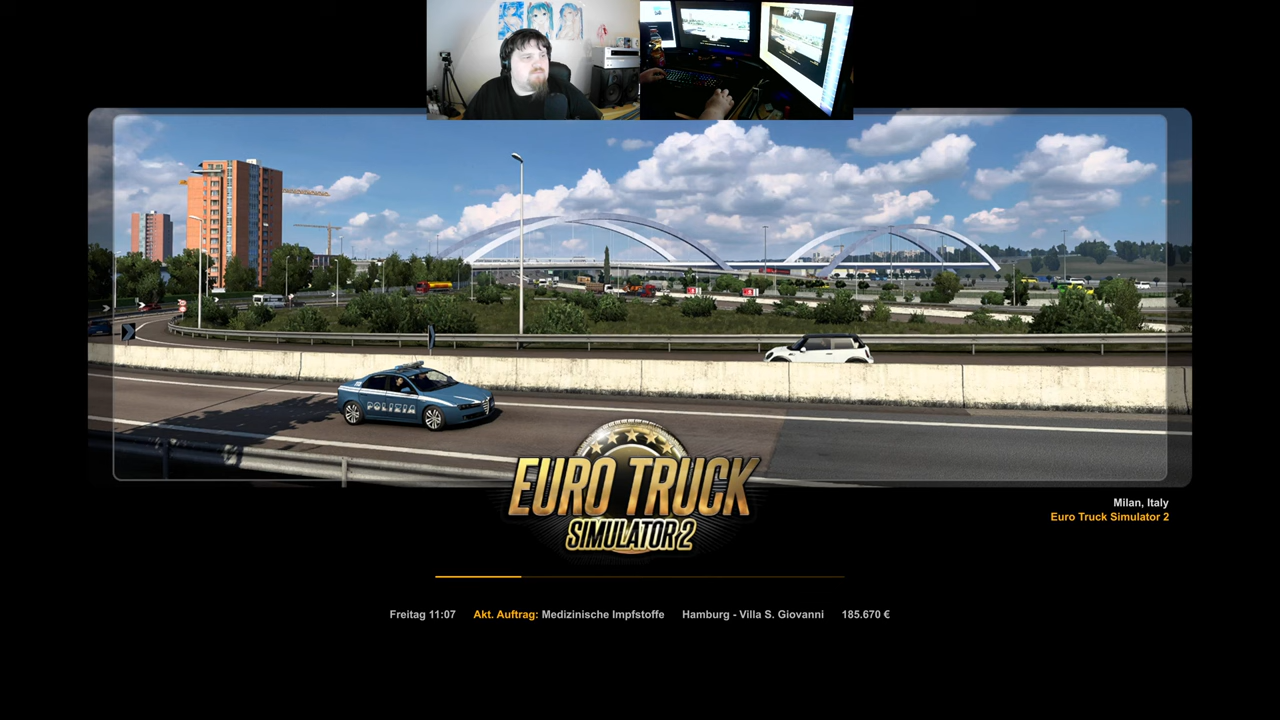 POLIZIA
EURO TRUCK
SIMULATOR 2
Milan, Italy
Euro Truck Simulator 2
Freitag 11:07 Akt. Auftrag: Medizinische Impfstoffe Hamburg - Villa S. Giovanni 185.670 €